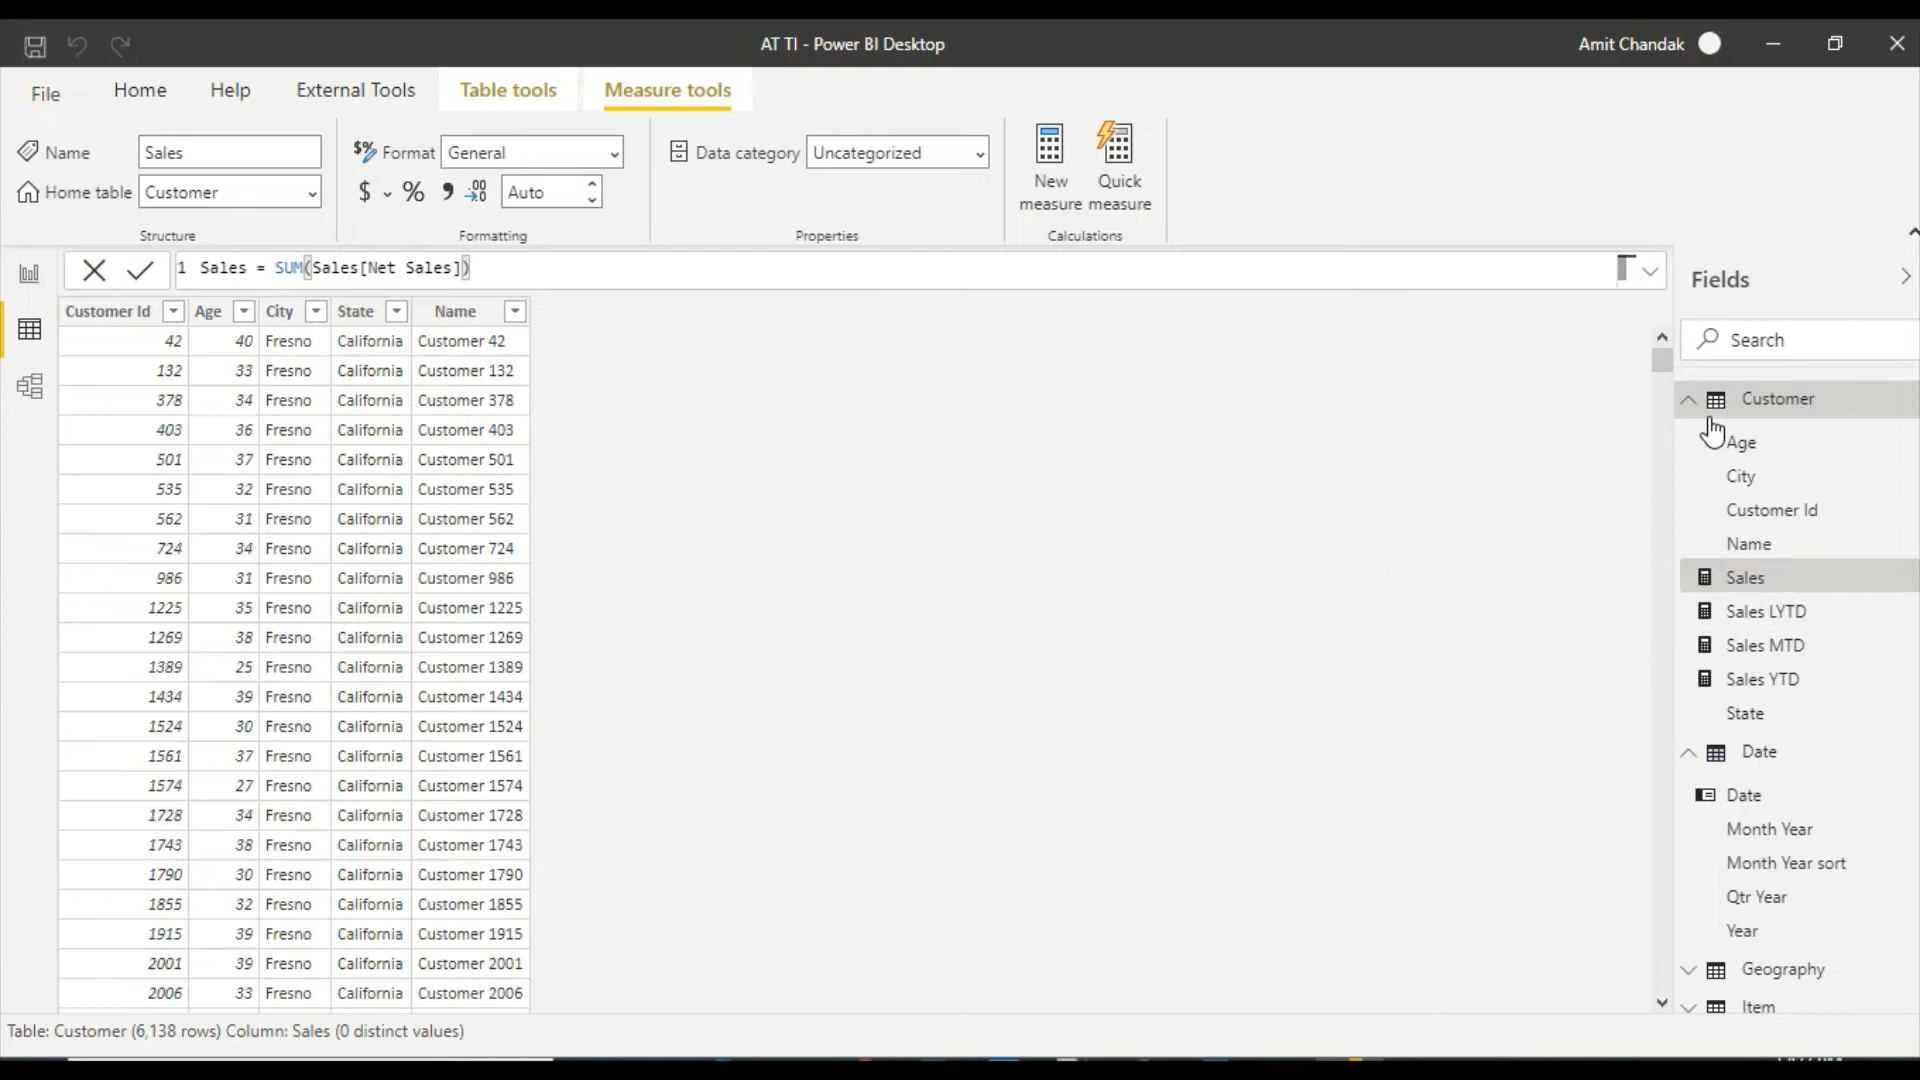 AT TI - Power BI Desktop
Amit Chandak
File Home Help External Tools Table tools Measure tools
Name Sales
Home table Customer
Structure
$% Format General
$ % , .00 →0 Auto
Formatting
Data category Uncategorized
Properties
New measure
Quick measure
Calculations
1 Sales = SUM(Sales[Net Sales])
Customer Id Age City State Name
42 40 Fresno California Customer 42
132 33 Fresno California Customer 132
378 34 Fresno California Customer 378
403 36 Fresno California Customer 403
501 37 Fresno California Customer 501
535 32 Fresno California Customer 535
562 31 Fresno California Customer 562
724 34 Fresno California Customer 724
986 31 Fresno California Customer 986
1225 35 Fresno California Customer 1225
1269 38 Fresno California Customer 1269
1389 25 Fresno California Customer 1389
1434 39 Fresno California Customer 1434
1524 30 Fresno California Customer 1524
1561 37 Fresno California Customer 1561
1574 27 Fresno California Customer 1574
1728 34 Fresno California Customer 1728
1743 38 Fresno California Customer 1743
1790 30 Fresno California Customer 1790
1855 32 Fresno California Customer 1855
1915 39 Fresno California Customer 1915
2001 39 Fresno California Customer 2001
2006 33 Fresno California Customer 2006
Table: Customer (6,138 rows) Column: Sales (0 distinct values)
Fields
Search
Customer
Age
City
Customer Id
Name
Sales
Sales LYTD
Sales MTD
Sales YTD
State
Date
Date
Month Year
Month Year sort
Qtr Year
Year
Geography
Item